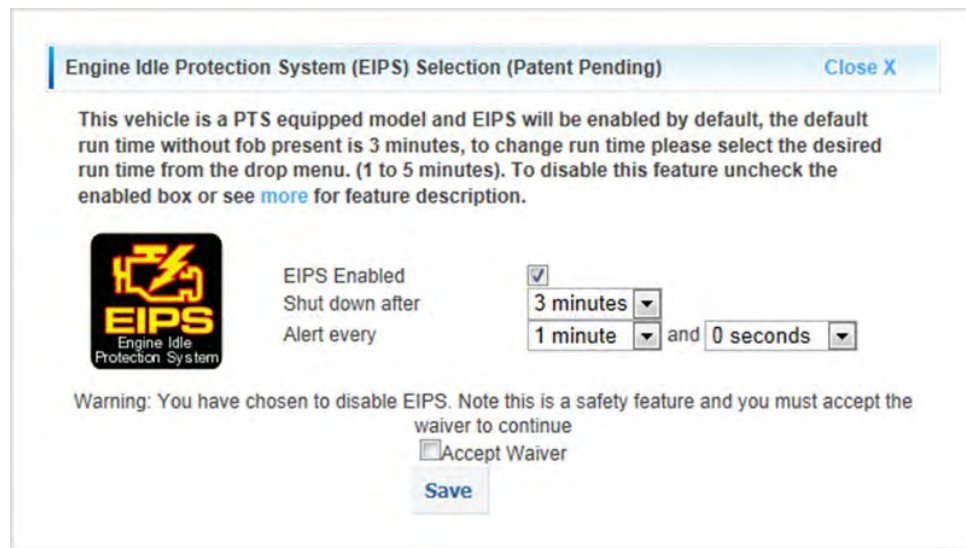 Engine Idle Protection System (EIPS) Selection (Patent Pending) Close X
This vehicle is a PTS equipped model and EIPS will be enabled by default, the default
run time without fob present is 3 minutes, to change run time please select the desired
run time from the drop menu. (1 to 5 minutes). To disable this feature uncheck the
enabled box or see more for feature description.
EIPS
Engine Idle
Protection System
EIPS Enabled
Shut down after 3 minutes
Alert every 1 minute and 0 seconds
Warning: You have chosen to disable EIPS. Note this is a safety feature and you must accept the
waiver to continue
Accept Waiver
Save